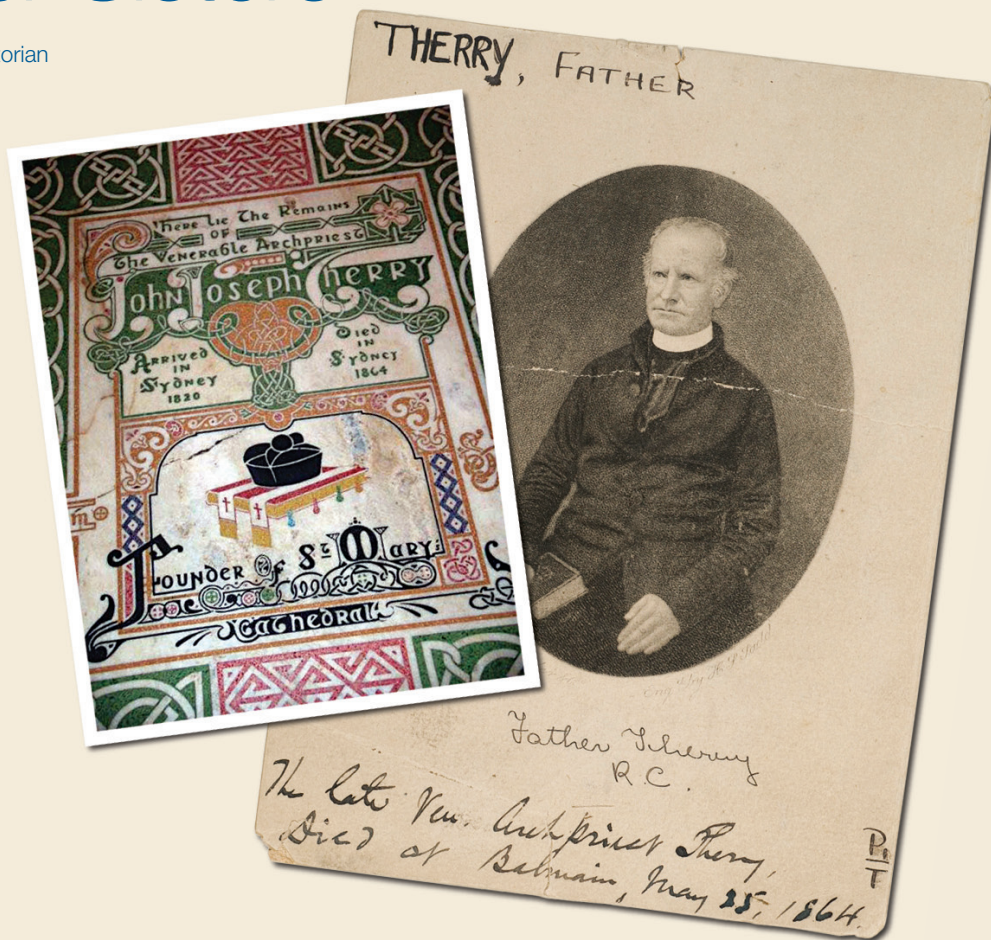 orian
THERRY, FATHER
Here Lie The Remains
OF
The Venerable Archpriest
John Joseph Therry
Arrived
in
Sydney
1820
Died
in
Sydney
1864
Founder of St Mary's
Cathedral
Father Therry
R.C.
The late Ven. Archpriest Therry,
Died at Balmain, May 25, 1864.